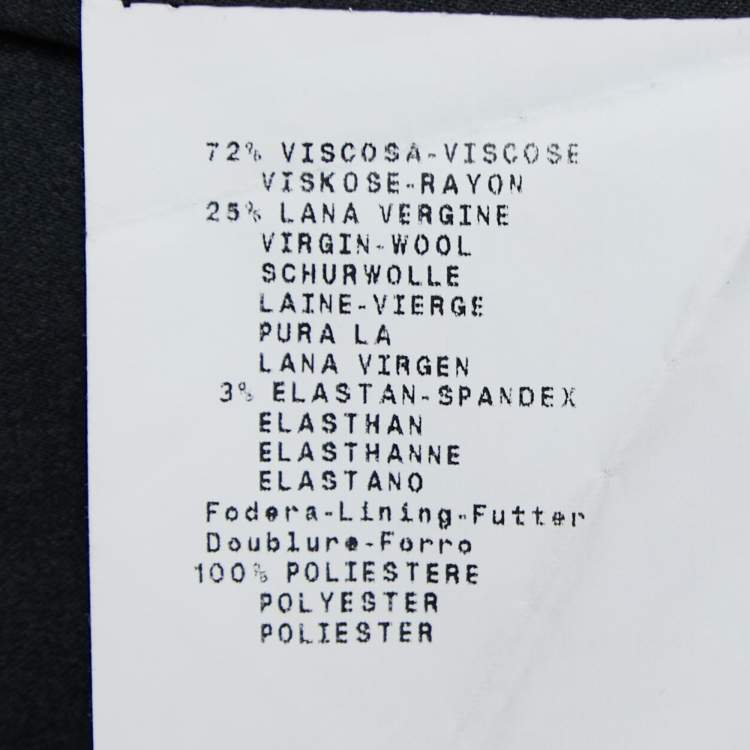 72% VISCOSA-VISCOSE
VISKOSE-RAYON
25% LANA VERGINE
VIRGIN-WOOL
SCHURWOLLE
LAINE-VIERGE
PURA LA
LANA VIRGEN
3% ELASTAN-SPANDEX
ELASTHAN
ELASTHANNE
ELASTANO
Fodera-Lining-Futter
Doublure-Forro
100% POLIESTERE
POLYESTER
POLIESTER